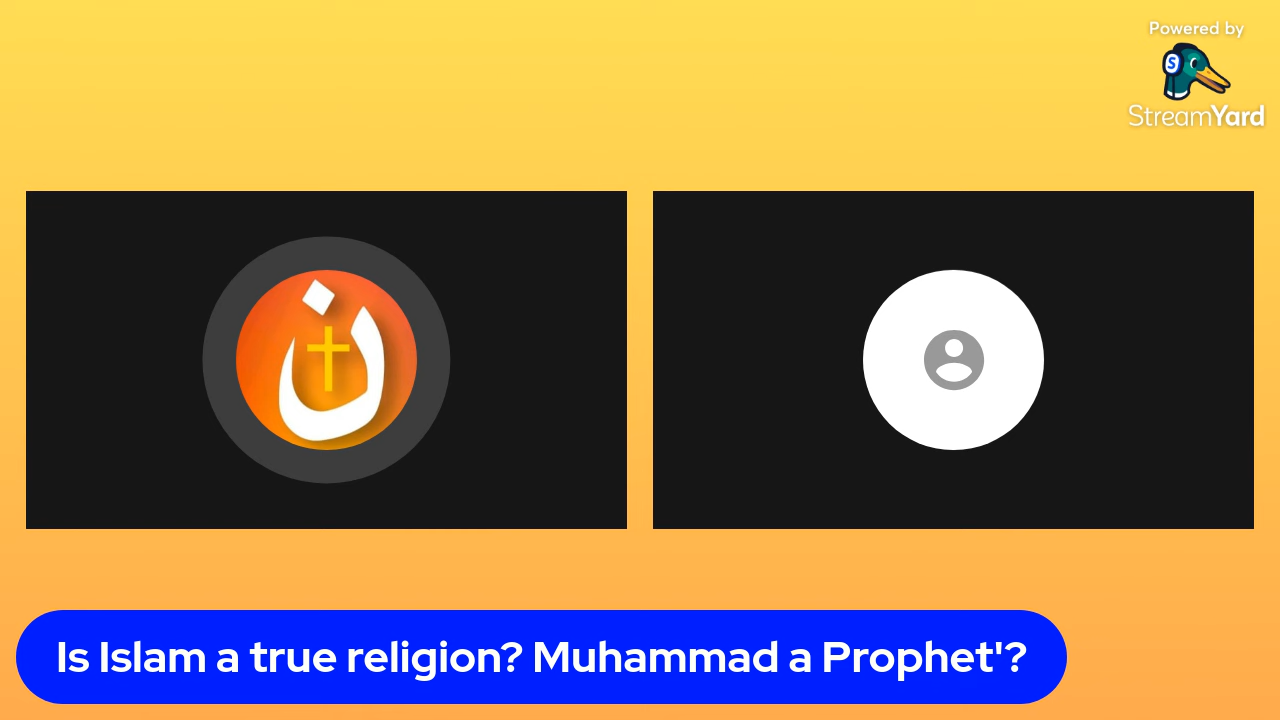 Powered by
S
StreamYard
ن
Is Islam a true religion? Muhammad a Prophet'?